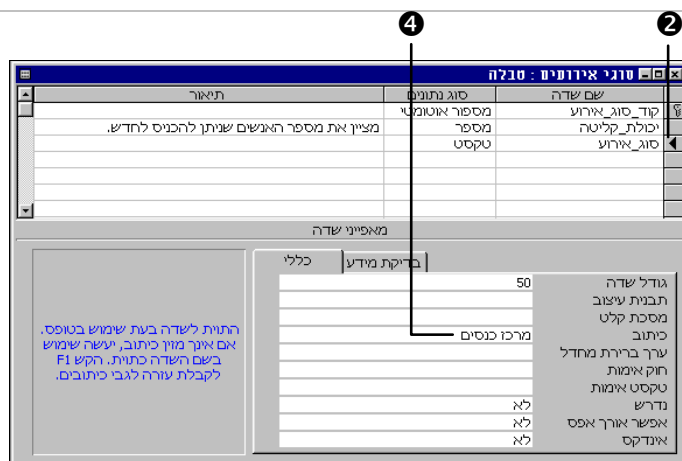 4 2
סוגי אירועים : טבלה
שם שדה סוג נתונים תיאור
קוד_סוג_אירוע מספור אוטומטי
יכולת_קליטה מספר מציין את מספר האנשים שניתן להכניס לחדש.
סוג_אירוע טקסט
מאפייני שדה
בדיקת מידע כללי
גודל שדה 50
תבנית עיצוב
מסכת קלט
כיתוב מרכז כנסים
ערך ברירת מחדל
חוק אימות
טקסט אימות
נדרש לא
אפשר אורך אפס לא
אינדקס לא
התוית לשדה בעת שימוש בטופס.
אם אינך מזין כיתוב, יעשה שימוש
בשם השדה כתוית. הקש F1
לקבלת עזרה לגבי כיתובים.